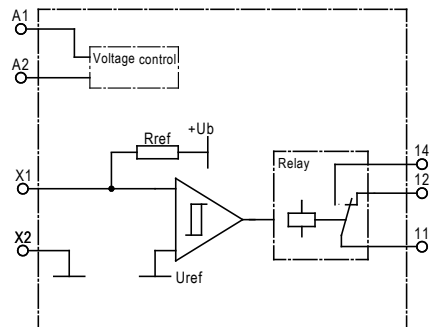 A1
A2
Voltage control
+Ub
Rref
Relay
14
12
X1
X2
11
Uref